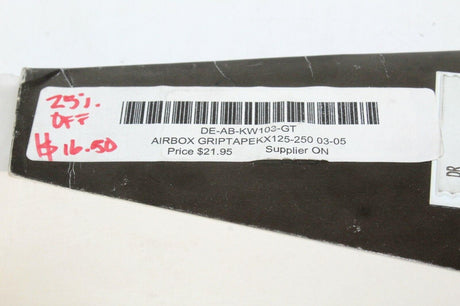 25% OFF
$16.50
DE-AB-KW103-GT
AIRBOX GRIPTAPEKX125-250 03-05
Price $21.95 Supplier ON